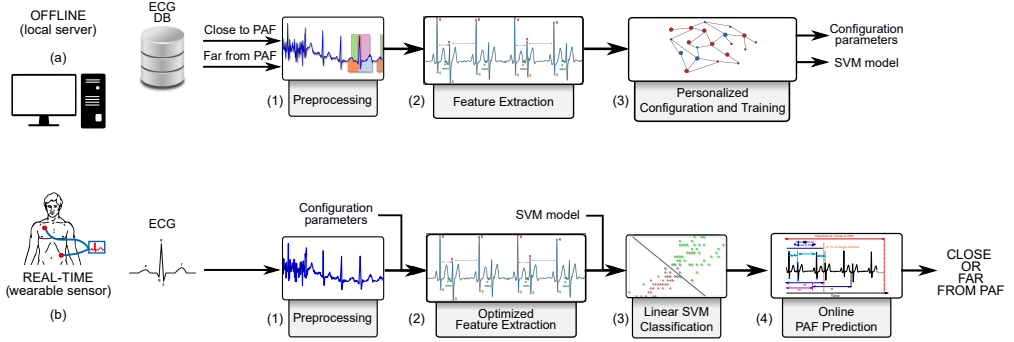 OFFLINE
(local server)
(a)
ECG
DB
Close to PAF
Far from PAF
(1)
Preprocessing
(2)
Feature Extraction
(3)
Personalized
Configuration and Training
Configuration
parameters
SVM model
REAL-TIME
(wearable sensor)
(b)
ECG
Configuration
parameters
SVM model
(1)
Preprocessing
(2)
Optimized
Feature Extraction
(3)
Linear SVM
Classification
(4)
Online
PAF Prediction
Time
CLOSE
OR
FAR
FROM PAF